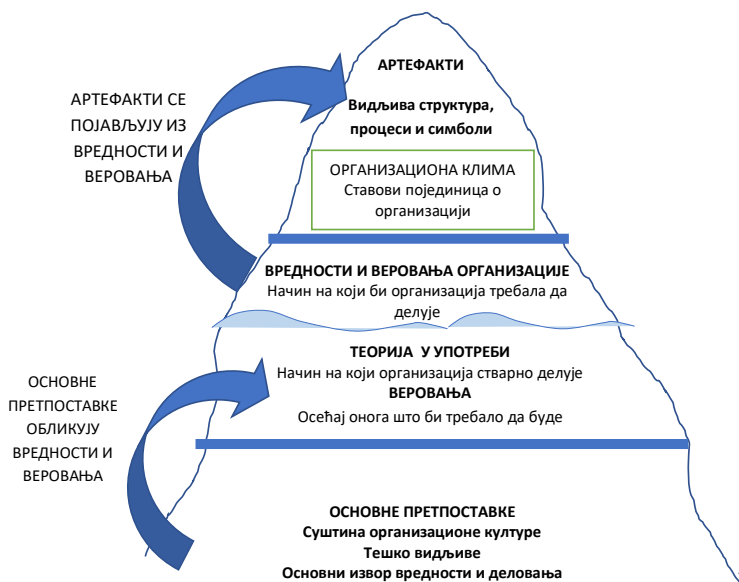 АРТЕФАКТИ
Видљива структура,
процеси и симболи
АРТЕФАКТИ СЕ
ПОЈАВЉУЈУ ИЗ
ВРЕДНОСТИ И
ВЕРОВАЊА
ОРГАНИЗАЦИОНА КЛИМА
Ставови појединица о
организацији
ВРЕДНОСТИ И ВЕРОВАЊА ОРГАНИЗАЦИЈЕ
Начин на који би организација требала да
делује
ТЕОРИЈА У УПОТРЕБИ
Начин на који организација стварно делује
ВЕРОВАЊА
Осећај онога што би требало да буде
ОСНОВНЕ
ПРЕТПОСТАВКЕ
ОБЛИКУЈУ
ВРЕДНОСТИ И
ВЕРОВАЊА
ОСНОВНЕ ПРЕТПОСТАВКЕ
Суштина организационе културе
Тешко видљиве
Основни извор вредности и деловања